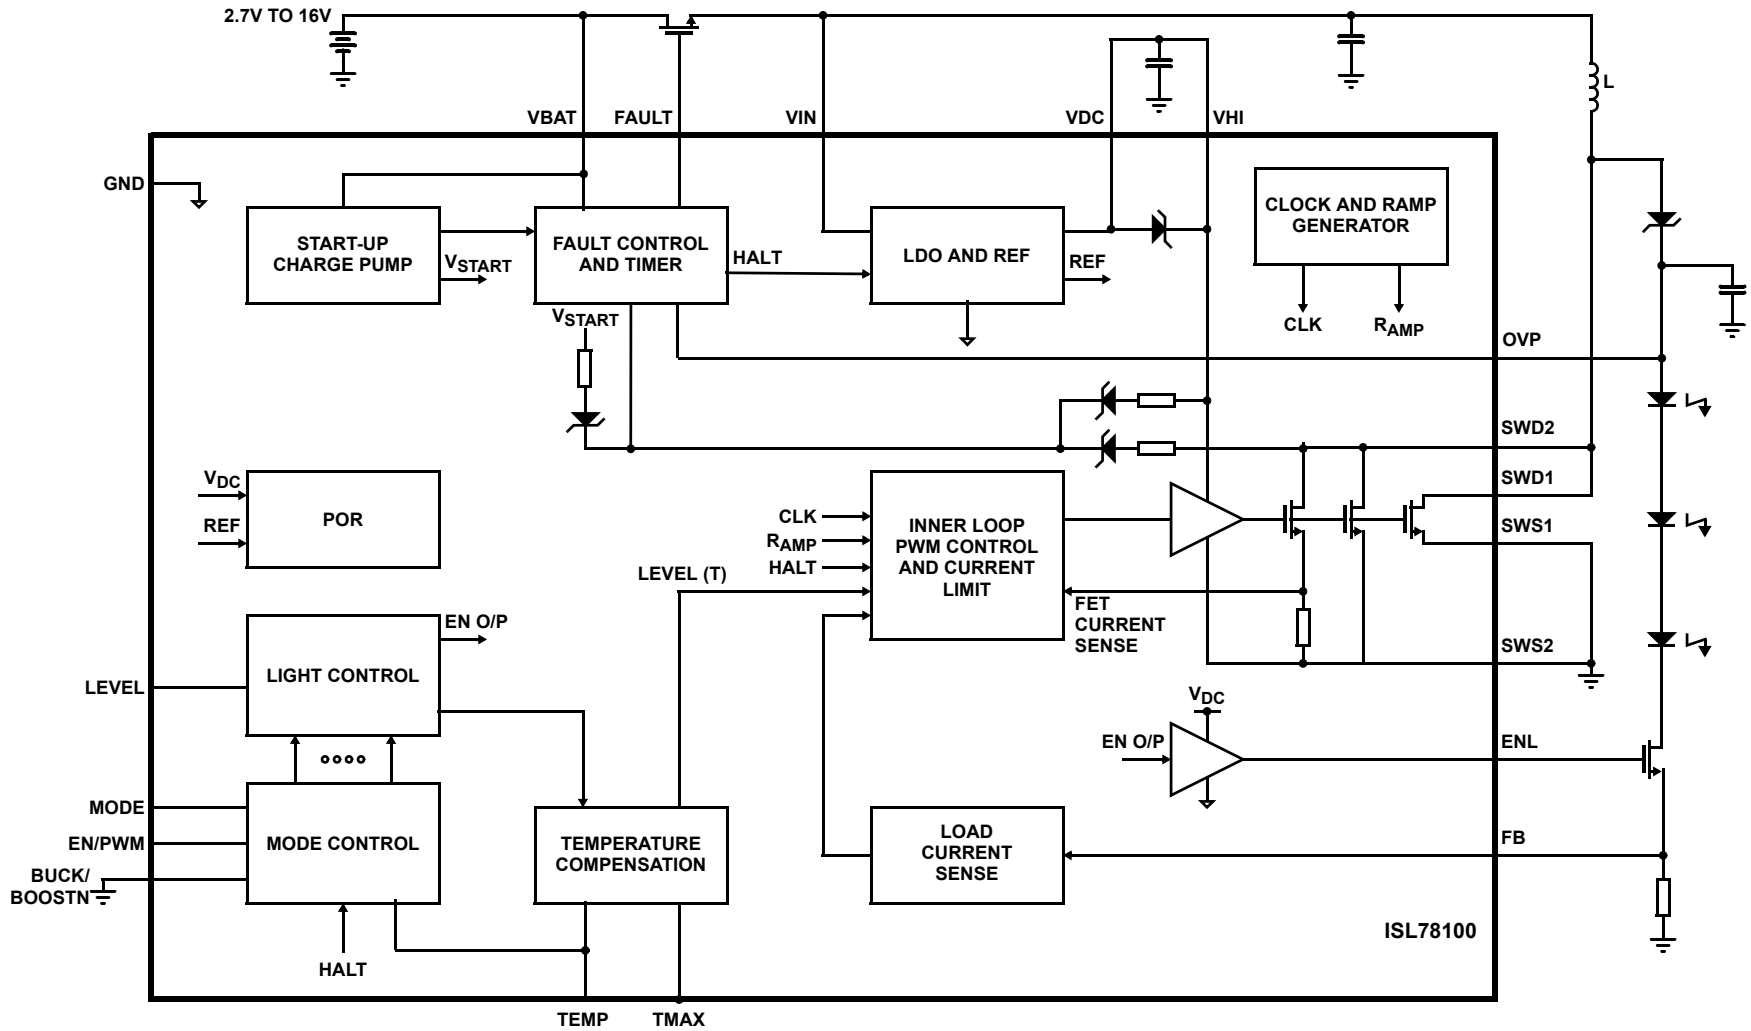 2.7V TO 16V
L
VBAT
FAULT
VIN
VDC
VHI
GND
START-UP
CHARGE PUMP
VSTART
FAULT CONTROL
AND TIMER
HALT
LDO AND REF
REF
CLOCK AND RAMP
GENERATOR
CLK
RAMP
VSTART
OVP
SWD2
SWD1
SWS1
SWS2
VDC
REF
POR
CLK
RAMP
HALT
LEVEL (T)
INNER LOOP
PWM CONTROL
AND CURRENT
LIMIT
FET
CURRENT
SENSE
EN O/P
LIGHT CONTROL
LEVEL
VDC
EN O/P
ENL
MODE
EN/PWM
BUCK/
BOOSTN
MODE CONTROL
TEMPERATURE
COMPENSATION
LOAD
CURRENT
SENSE
FB
HALT
ISL78100
TEMP
TMAX